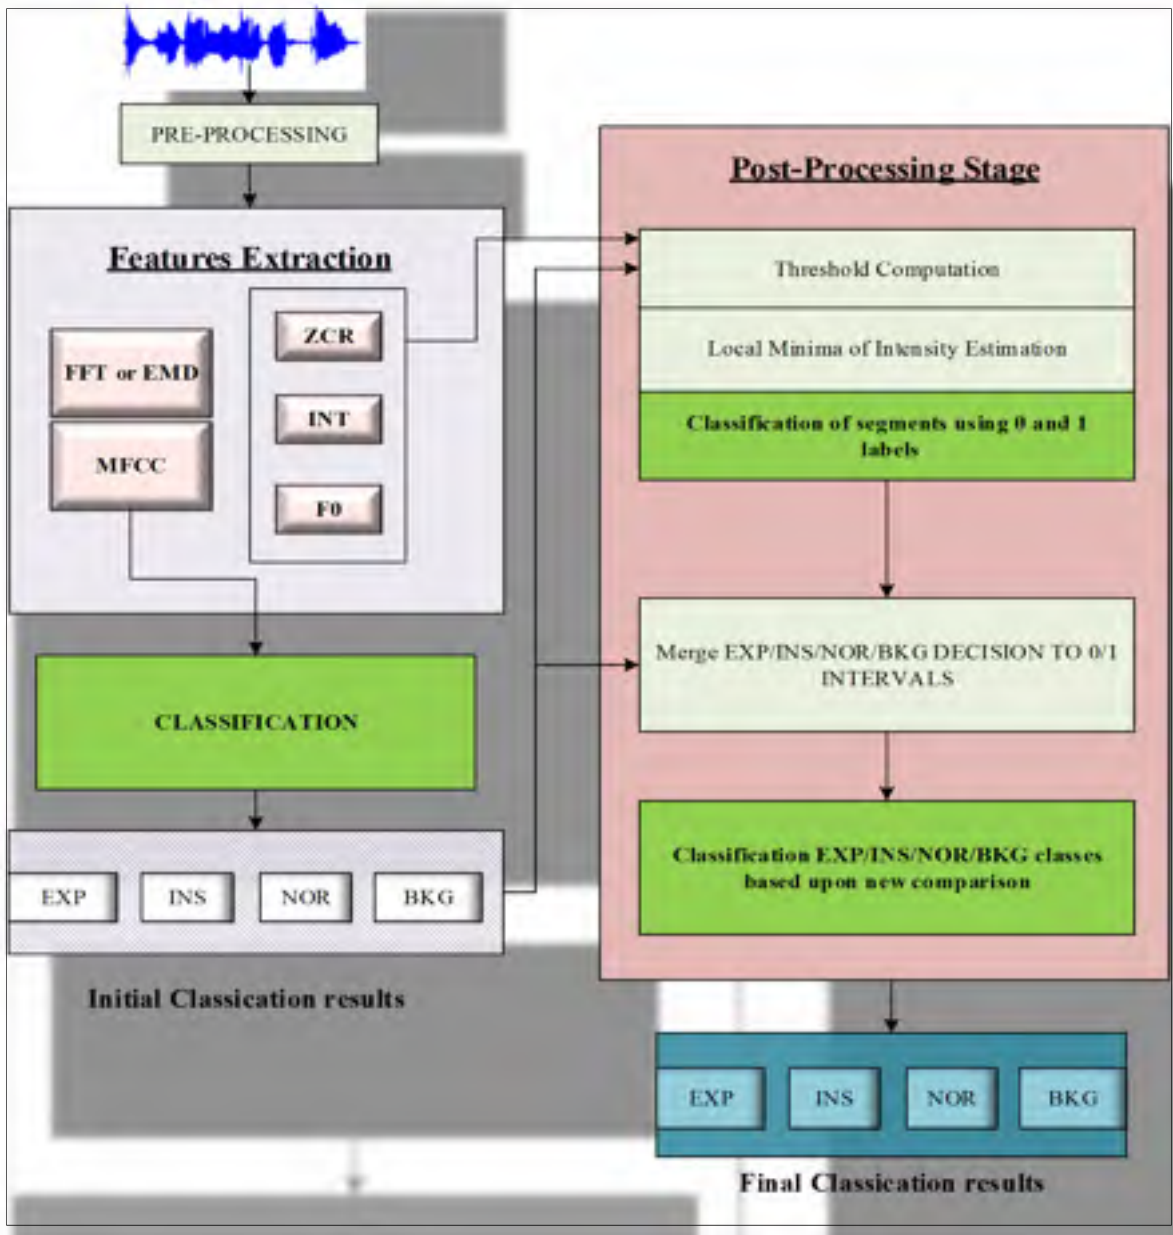 PRE-PROCESSING
Features Extraction
FFT or EMD
MFCC
ZCR
INT
F0
CLASSIFICATION
EXP
INS
NOR
BKG
Initial Classication results
Post-Processing Stage
Threshold Computation
Local Minima of Intensity Estimation
Classification of segments using 0 and 1
labels
Merge EXP/INS/NOR/BKG DECISION TO 0/1
INTERVALS
Classification EXP/INS/NOR/BKG classes
based upon new comparison
EXP
INS
NOR
BKG
Final Classication results